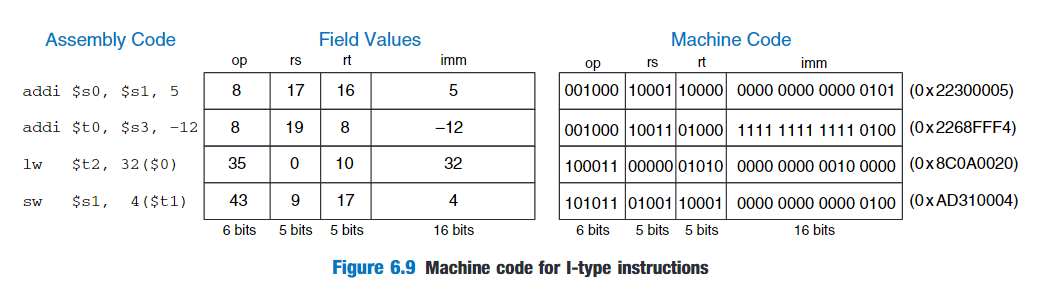 Assembly Code Field Values Machine Code
op rs rt imm op rs rt imm
addi $s0, $s1, 5 8 17 16 5 001000 10001 10000 0000 0000 0000 0101 (0x22300005)
addi $t0, $s3, −12 8 19 8 −12 001000 10011 01000 1111 1111 1111 0100 (0x2268FFF4)
lw $t2, 32($0) 35 0 10 32 100011 00000 01010 0000 0000 0010 0000 (0x8C0A0020)
sw $s1, 4($t1) 43 9 17 4 101011 01001 10001 0000 0000 0000 0100 (0xAD310004)
6 bits 5 bits 5 bits 16 bits 6 bits 5 bits 5 bits 16 bits
Figure 6.9 Machine code for I-type instructions